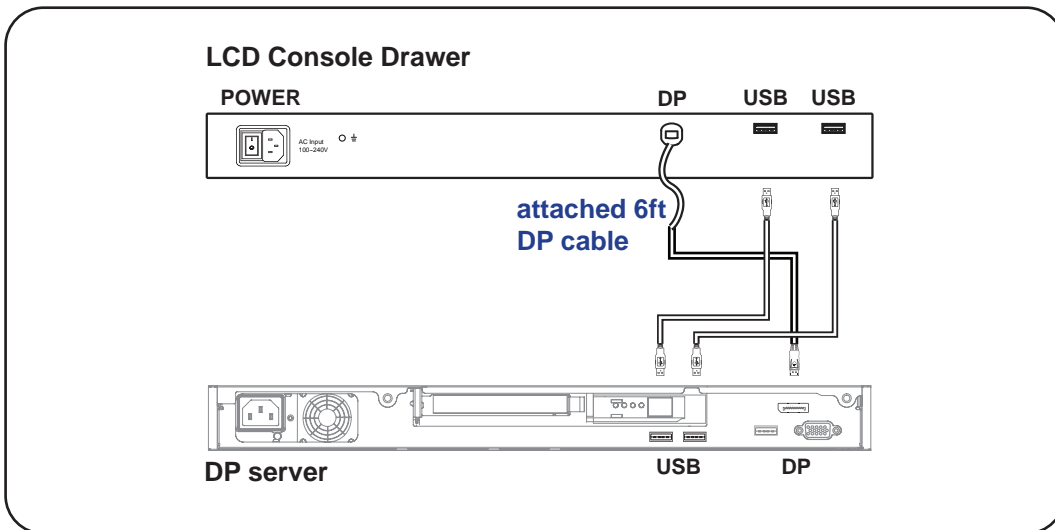 LCD Console Drawer
POWER
DP
USB
USB
AC Input
100~240V
attached 6ft
DP cable
USB
DP
DP server